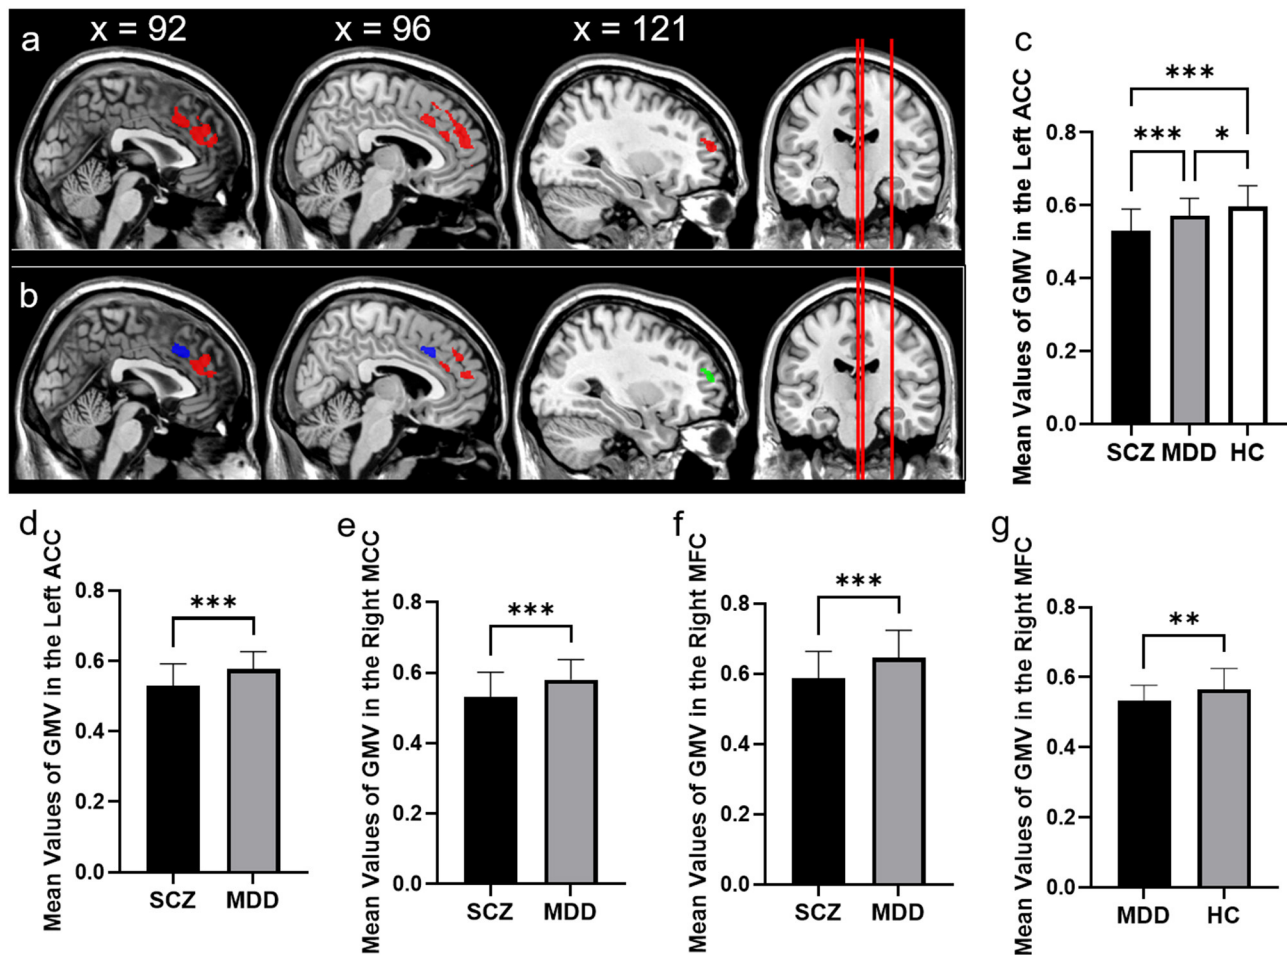 a
x = 92
x = 96
x = 121
b
c
Mean Values of GMV in the Left ACC
0.8
0.6
0.4
0.2
0.0
***
***
*
SCZ MDD HC
d
Mean Values of GMV in the Left ACC
0.8
0.6
0.4
0.2
0.0
***
SCZ MDD
e
Mean Values of GMV in the Right MCC
0.8
0.6
0.4
0.2
0.0
***
SCZ MDD
f
Mean Values of GMV in the Right MFC
0.8
0.6
0.4
0.2
0.0
***
SCZ MDD
g
Mean Values of GMV in the Right MFC
0.8
0.6
0.4
0.2
0.0
**
MDD HC